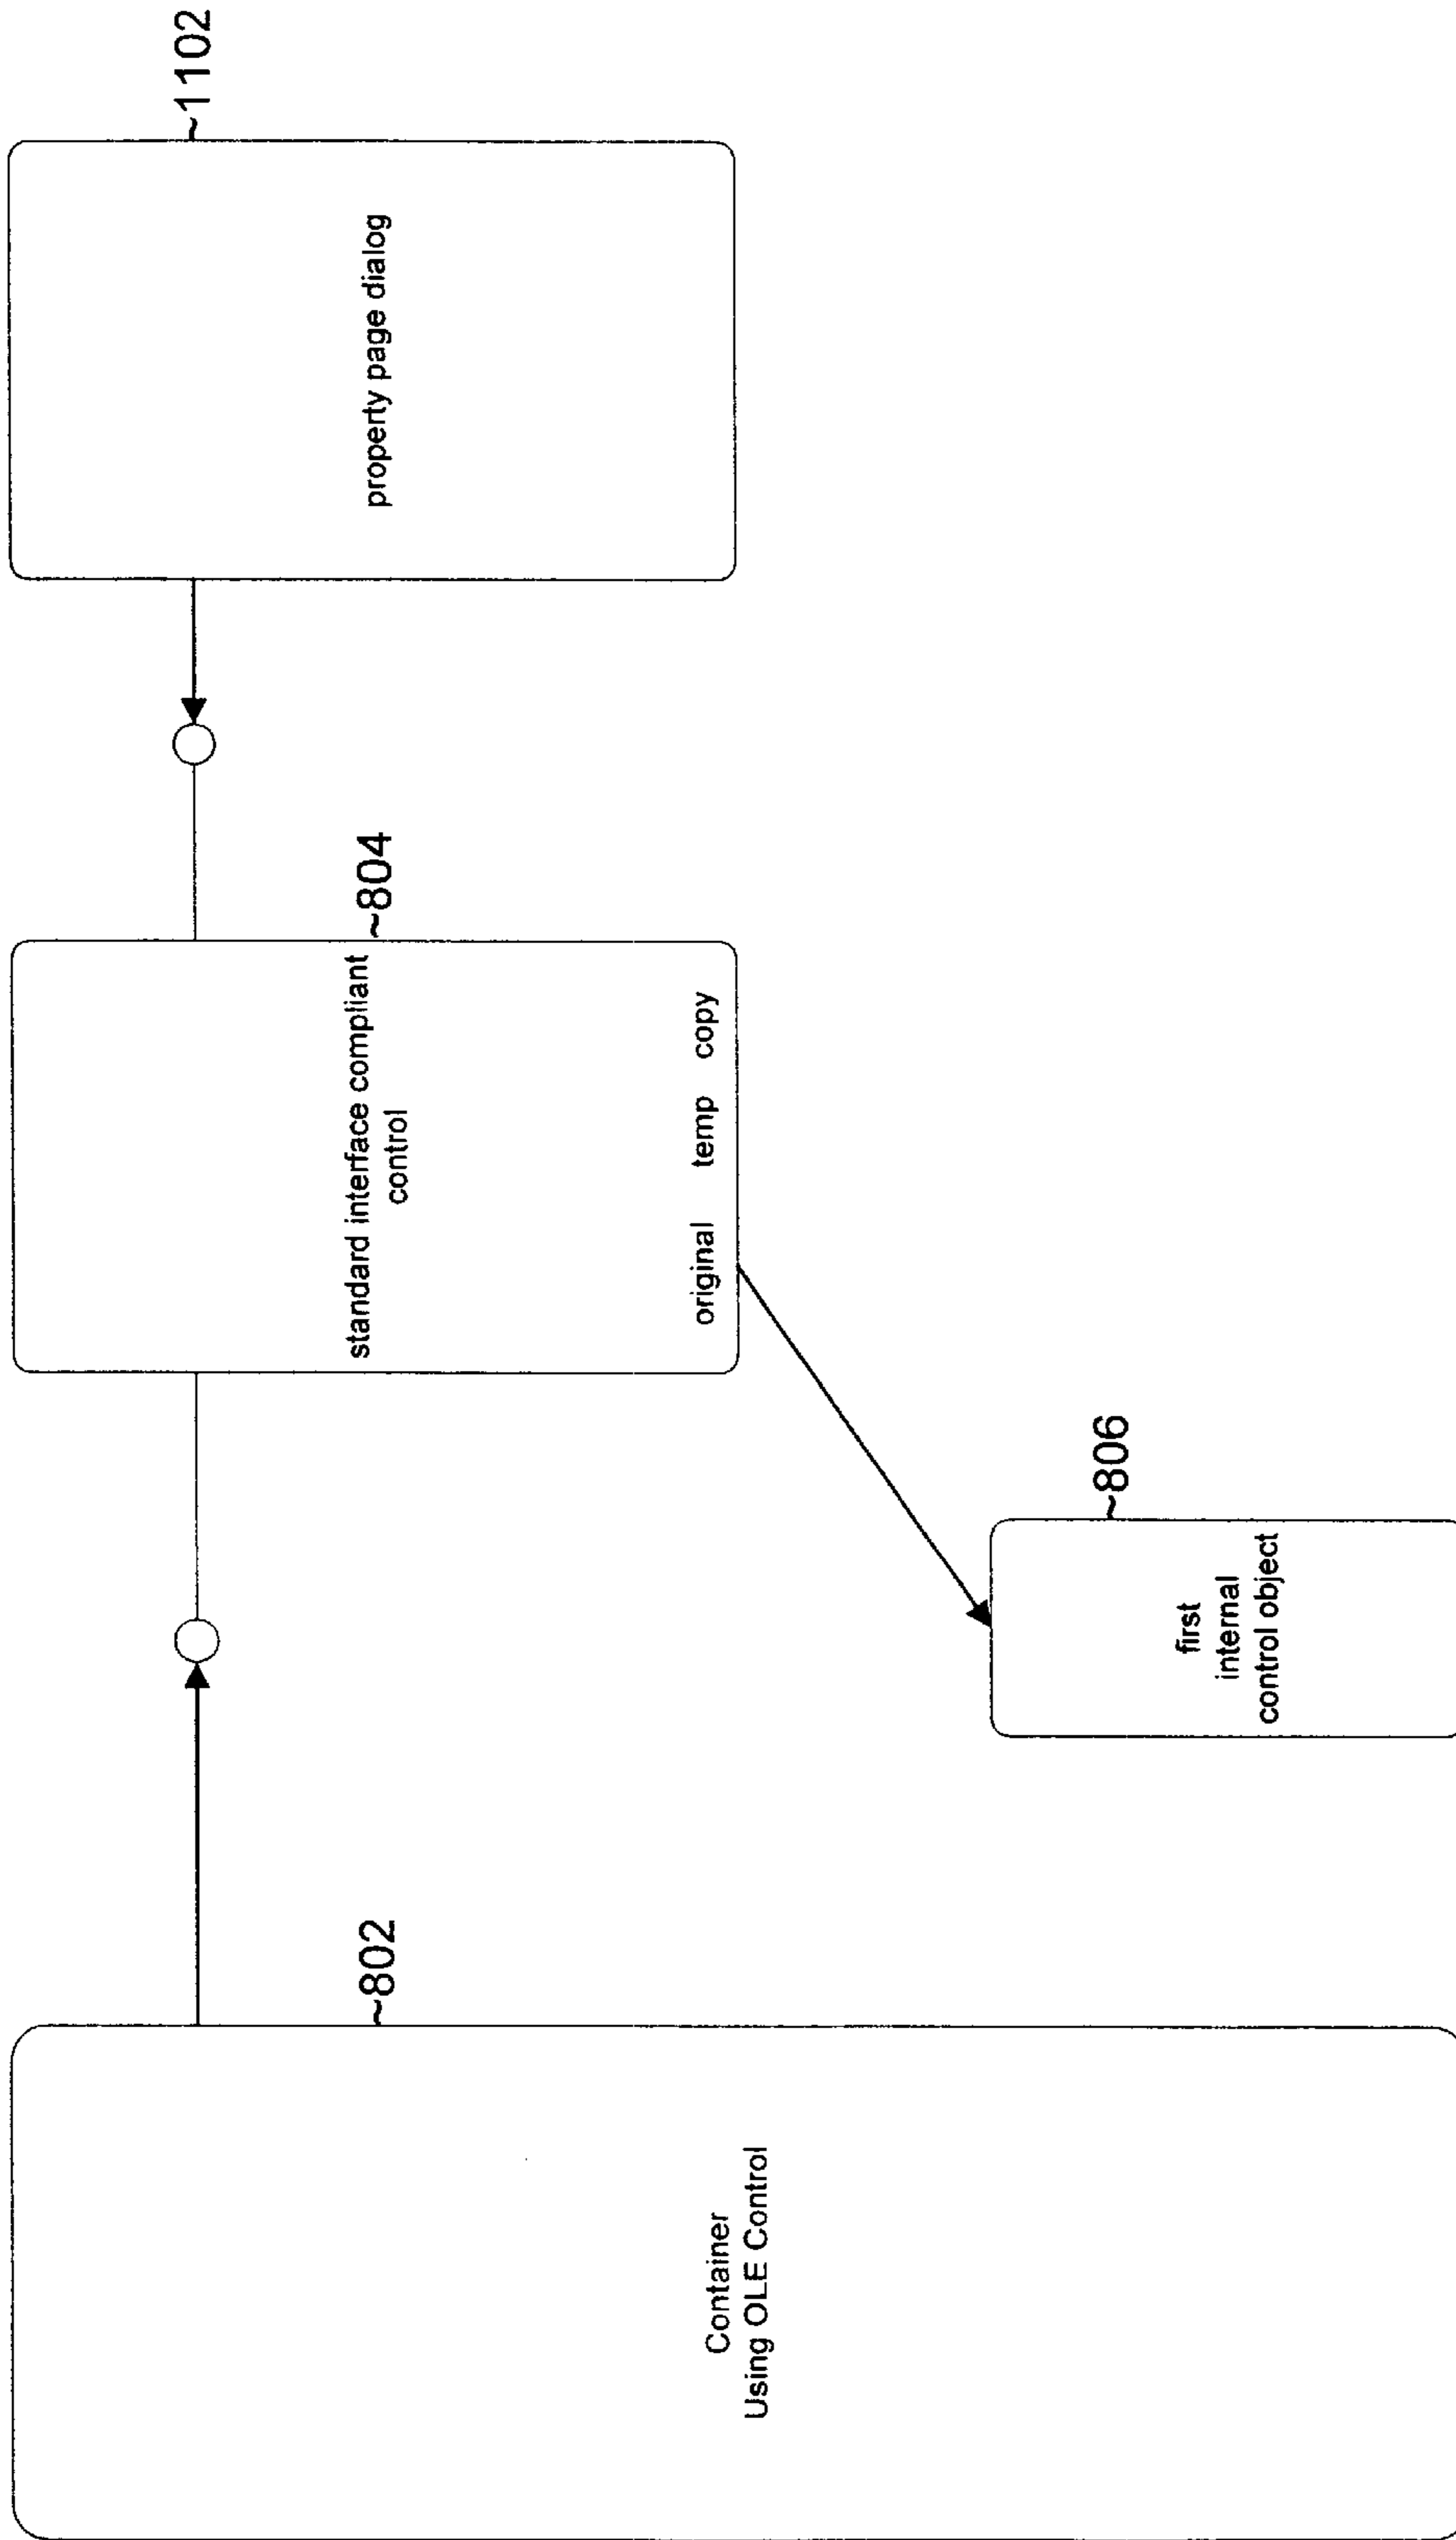 Container
Using OLE Control
~802
standard interface compliant
control
~804
original temp copy
first
internal
control object
~806
property page dialog
~1102